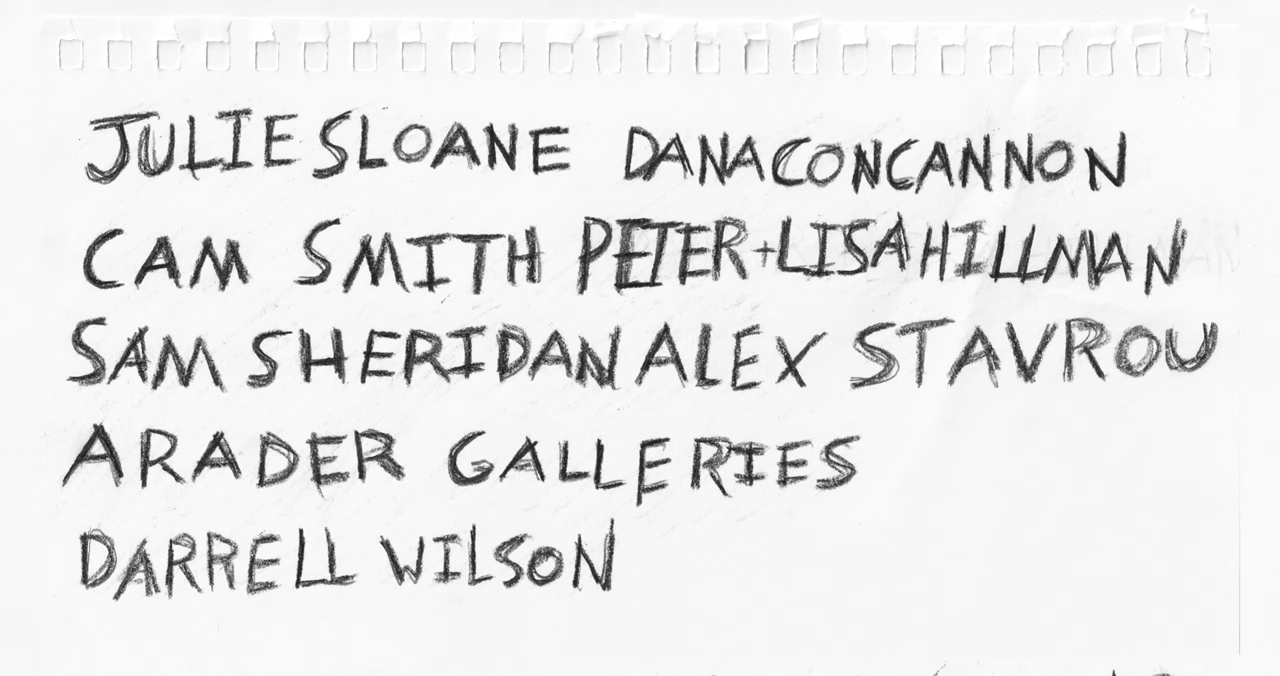 JULIE SLOANE DANA CONCANNON
CAM SMITH PETER + LISA HILLMAN
SAM SHERIDAN ALEX STAVROU
ARADER GALLERIES
DARRELL WILSON